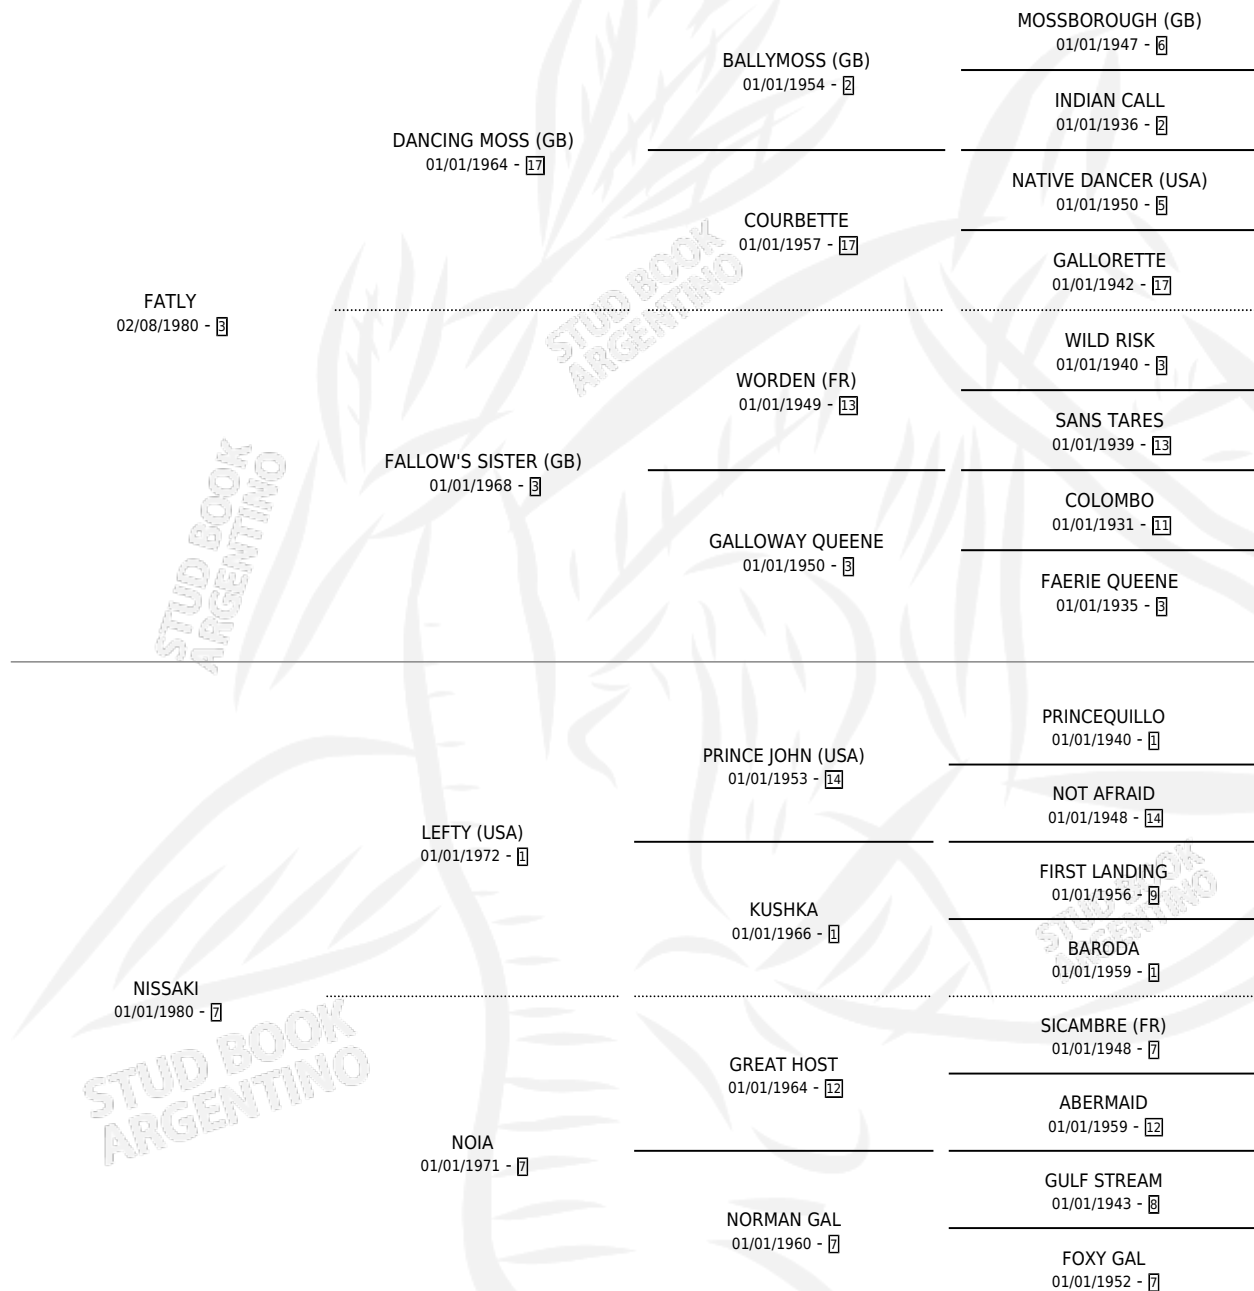 MOSSBOROUGH (GB)
01/01/1947 - 6
BALLYMOSS (GB)
01/01/1954 - 2
INDIAN CALL
01/01/1936 - 2
DANCING MOSS (GB)
01/01/1964 - 17
NATIVE DANCER (USA)
01/01/1950 - 5
COURBETTE
01/01/1957 - 17
GALLORETTE
01/01/1942 - 17
FATLY
02/08/1980 - 3
WILD RISK
01/01/1940 - 3
WORDEN (FR)
01/01/1949 - 13
SANS TARES
01/01/1939 - 13
FALLOW'S SISTER (GB)
01/01/1968 - 3
COLOMBO
01/01/1931 - 11
GALLOWAY QUEENE
01/01/1950 - 3
FAERIE QUEENE
01/01/1935 - 3
PRINCEQUILLO
01/01/1940 - 1
PRINCE JOHN (USA)
01/01/1953 - 14
NOT AFRAID
01/01/1948 - 14
LEFTY (USA)
01/01/1972 - 1
FIRST LANDING
01/01/1956 - 9
KUSHKA
01/01/1966 - 1
BARODA
01/01/1959 - 1
NISSAKI
01/01/1980 - 7
SICAMBRE (FR)
01/01/1948 - 7
GREAT HOST
01/01/1964 - 12
ABERMAID
01/01/1959 - 12
NOIA
01/01/1971 - 7
GULF STREAM
01/01/1943 - 8
NORMAN GAL
01/01/1960 - 7
FOXY GAL
01/01/1952 - 7
STUD BOOK
ARGENTINO
STUD BOOK
ARGENTINO
STUD BOOK
ARGENTINO
STUD BOOK
ARGENTINO